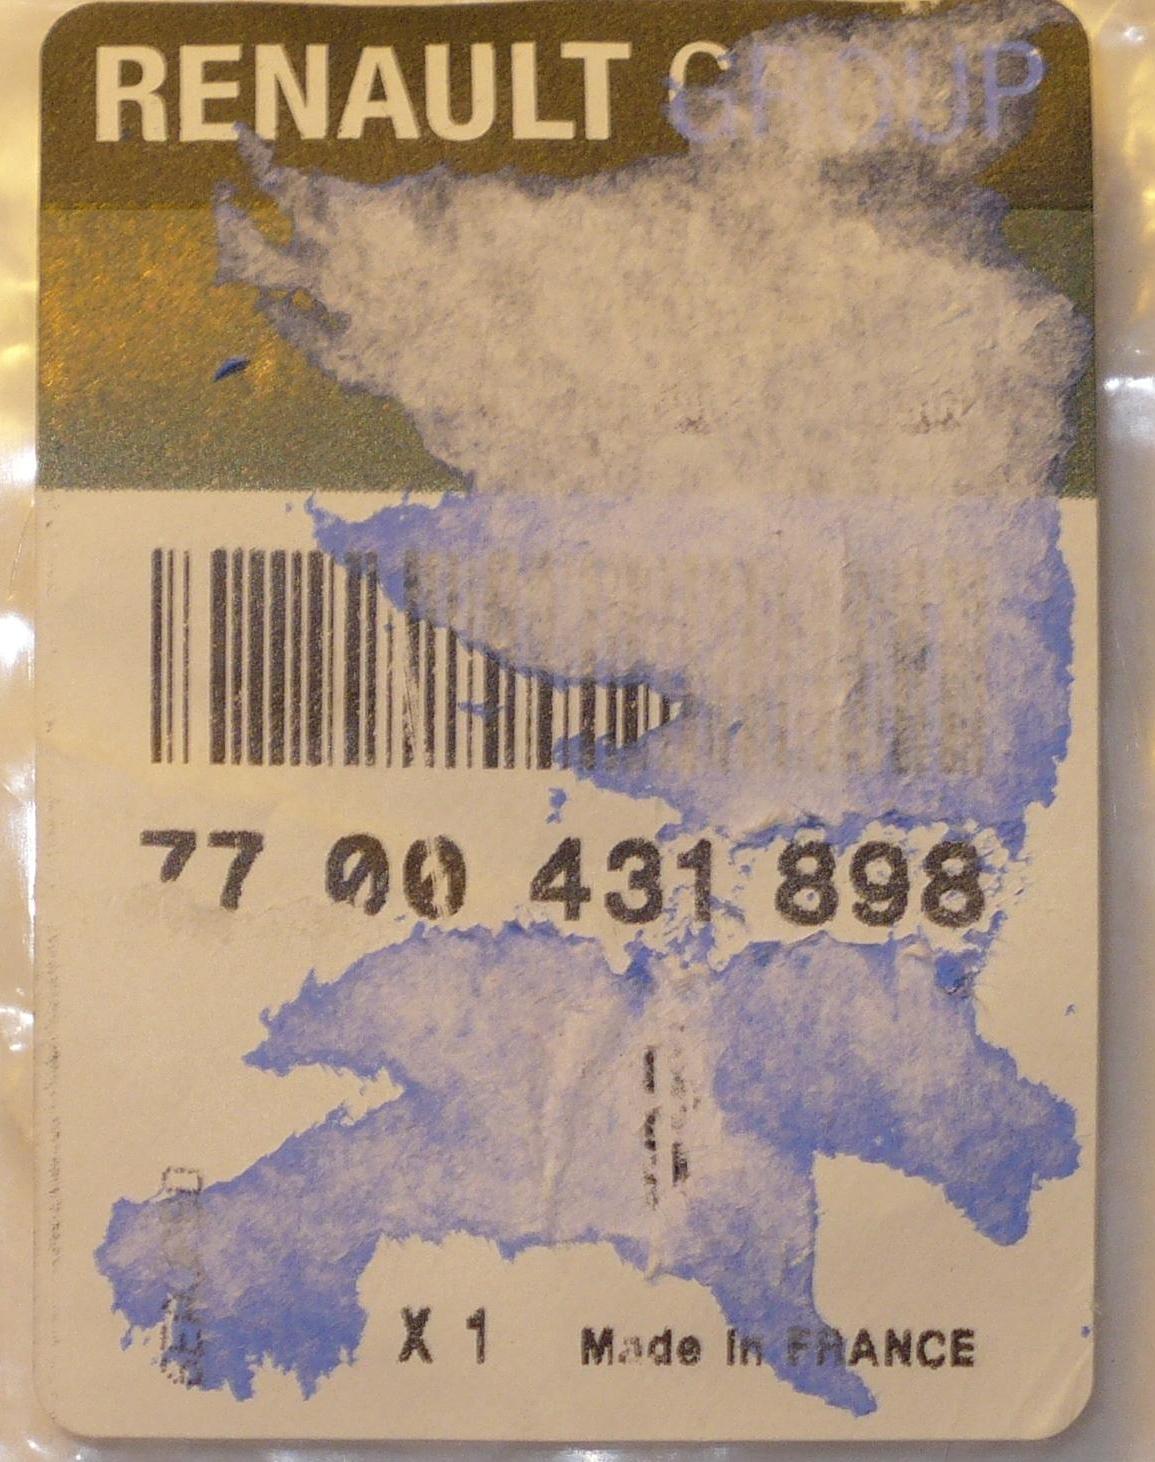 RENAULT GROUP
77 00 431 898
X 1 Made in FRANCE